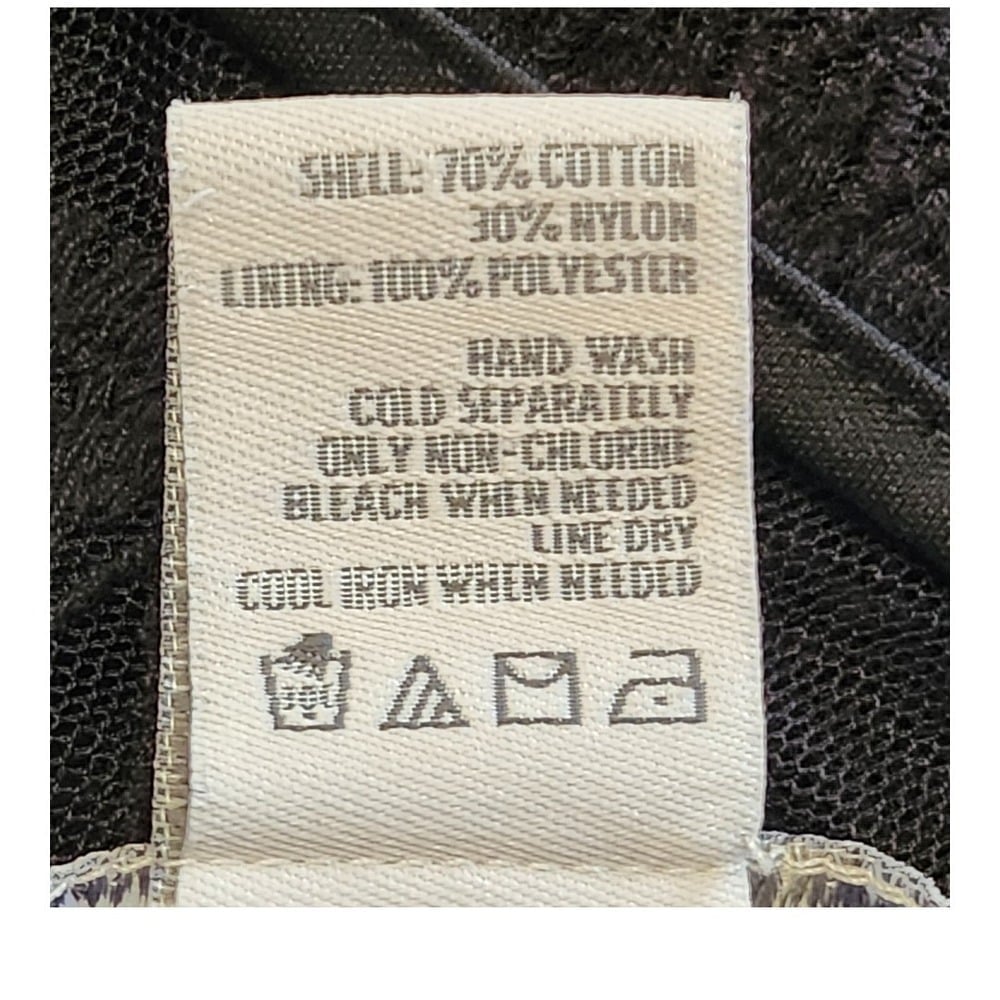 SHELL: 70% COTTON
30% NYLON
LINING: 100% POLYESTER
HAND WASH
COLD SEPARATELY
ONLY NON-CHLORINE
BLEACH WHEN NEEDED
LINE DRY
COOL IRON WHEN NEEDED